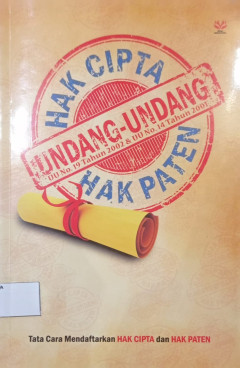 HAK CIPTA
UNDANG-UNDANG
UU No.19 Tahun 2002 & UU No.14 Tahun 2001
HAK PATEN
Tata Cara Mendaftarkan HAK CIPTA dan HAK PATEN